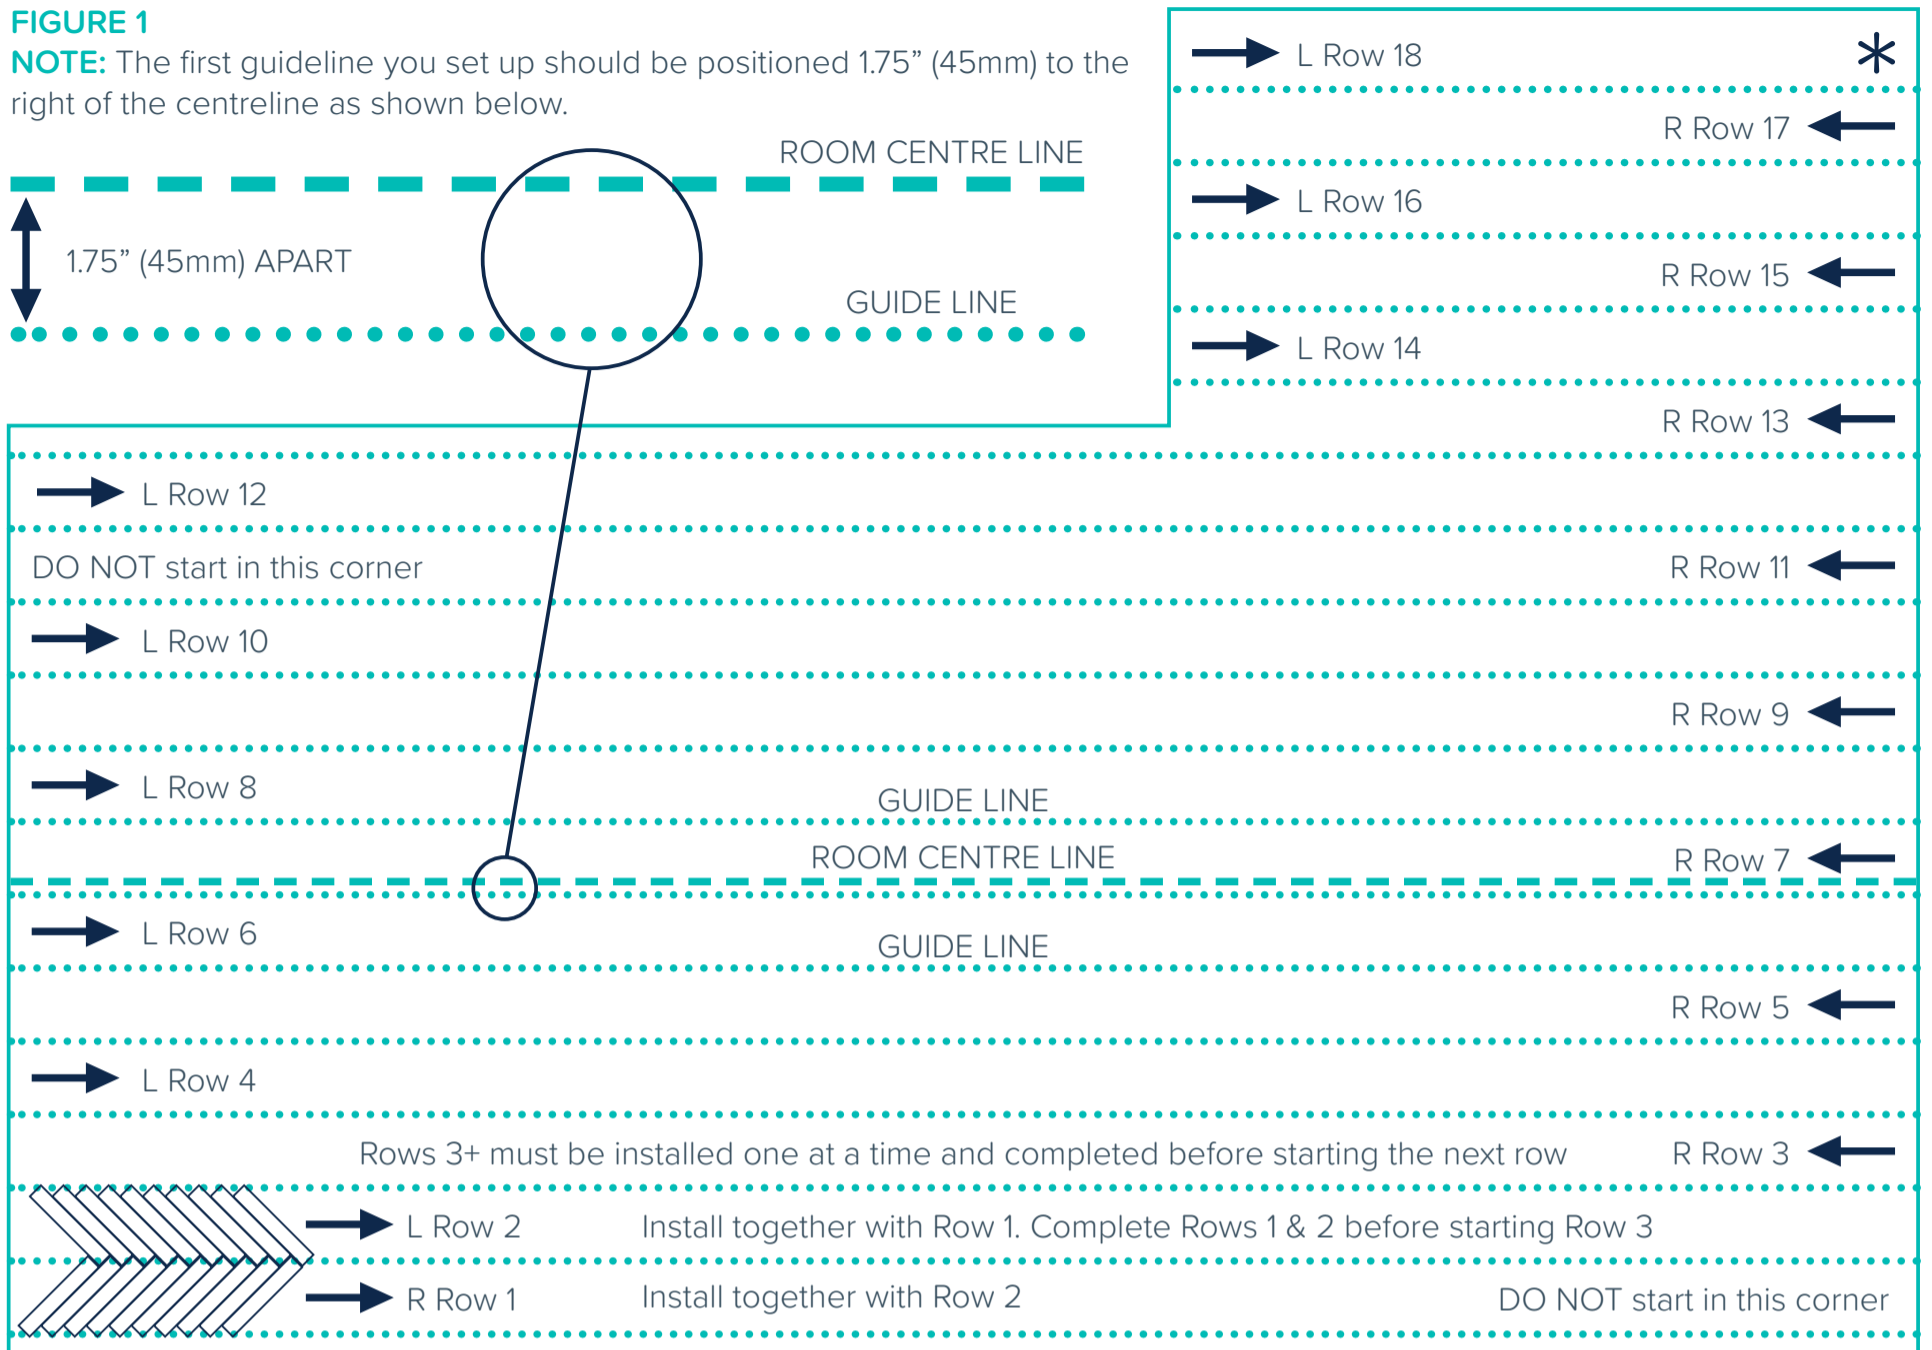 FIGURE 1
NOTE: The first guideline you set up should be positioned 1.75” (45mm) to the
right of the centreline as shown below.
ROOM CENTRE LINE
1.75” (45mm) APART
GUIDE LINE
L Row 18
*
R Row 17
L Row 16
R Row 15
L Row 14
R Row 13
L Row 12
DO NOT start in this corner
R Row 11
L Row 10
R Row 9
L Row 8
GUIDE LINE
ROOM CENTRE LINE
R Row 7
L Row 6
GUIDE LINE
R Row 5
L Row 4
Rows 3+ must be installed one at a time and completed before starting the next row
R Row 3
L Row 2
Install together with Row 1. Complete Rows 1 & 2 before starting Row 3
R Row 1
Install together with Row 2
DO NOT start in this corner